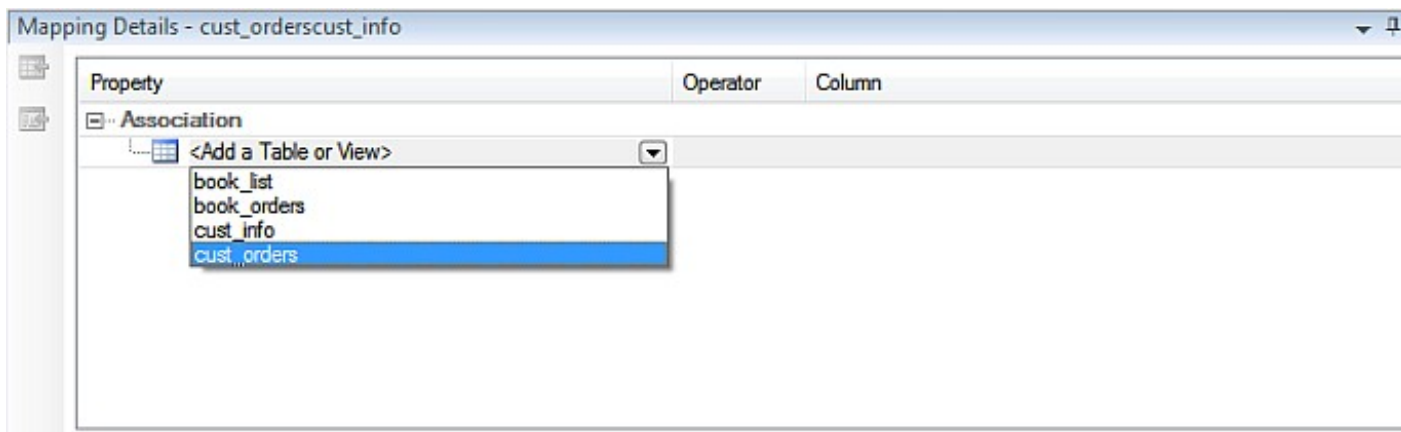 Mapping Details - cust_orderscust_info
Property Operator Column
Association
<Add a Table or View>
book_list
book_orders
cust_info
cust_orders